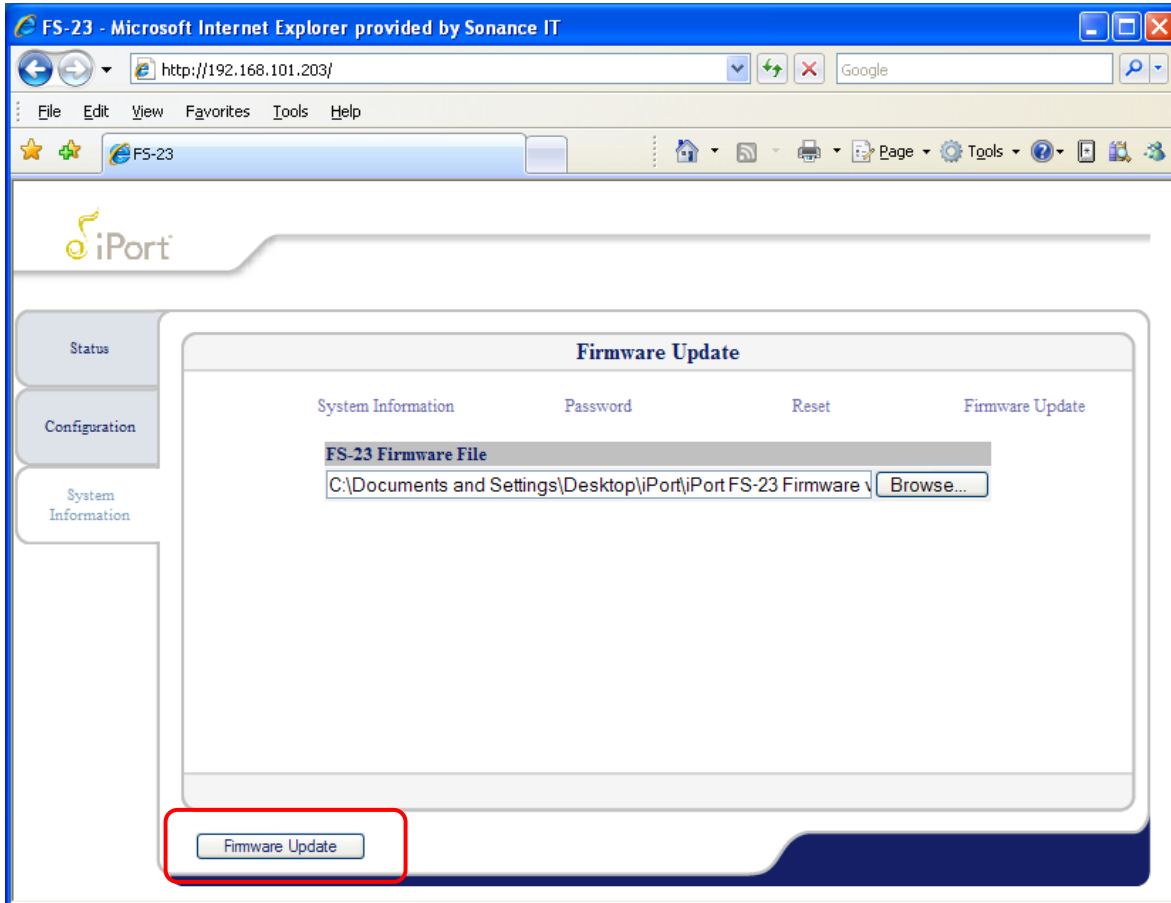 FS-23 - Microsoft Internet Explorer provided by Sonance IT
http://192.168.101.203/
Google
File Edit View Favorites Tools Help
FS-23
Page Tools
iPort
Status
Configuration
System
Information
Firmware Update
System Information Password Reset Firmware Update
FS-23 Firmware File
C:\Documents and Settings\Desktop\iPort\iPort FS-23 Firmware v Browse...
Firmware Update